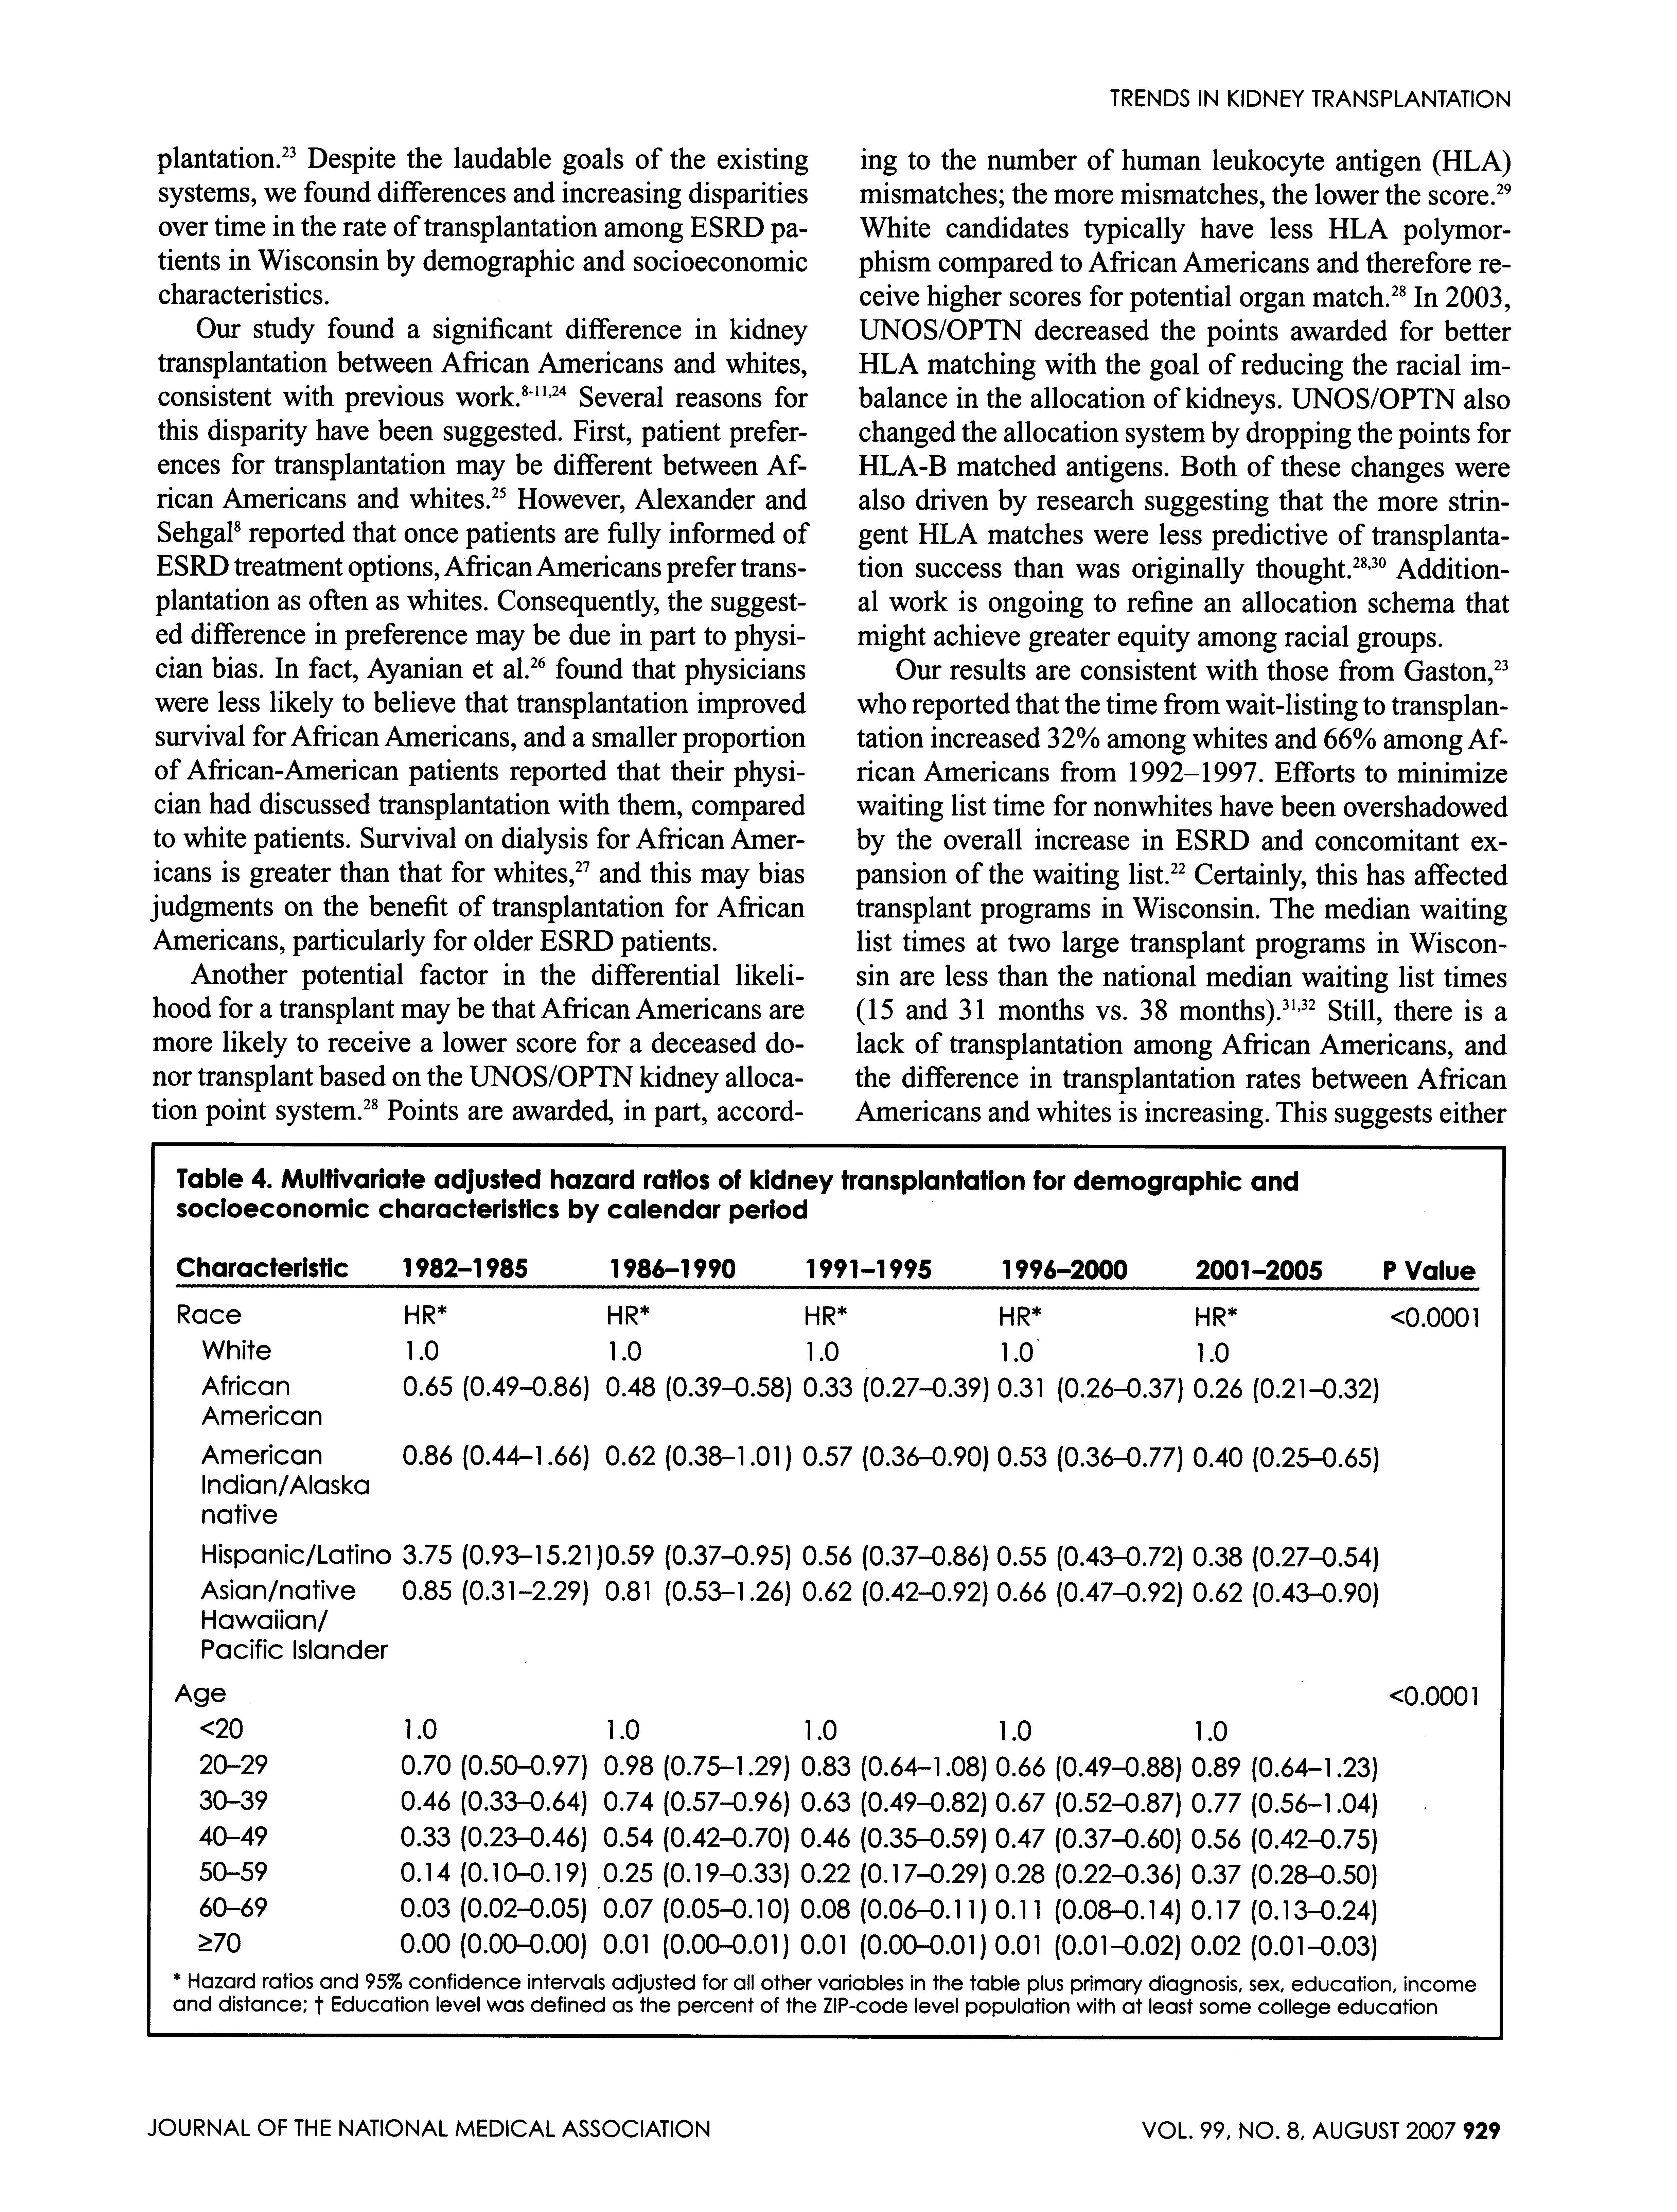 TRENDS IN KIDNEY TRANSPLANTATION
plantation.23 Despite the laudable goals of the existing
systems, we found differences and increasing disparities
over time in the rate of transplantation among ESRD pa-
tients in Wisconsin by demographic and socioeconomic
characteristics.
Our study found a significant difference in kidney
transplantation between African Americans and whites,
consistent with previous work.8-11,24 Several reasons for
this disparity have been suggested. First, patient prefer-
ences for transplantation may be different between Af-
rican Americans and whites.25 However, Alexander and
Sehgal8 reported that once patients are fully informed of
ESRD treatment options, African Americans prefer trans-
plantation as often as whites. Consequently, the suggest-
ed difference in preference may be due in part to physi-
cian bias. In fact, Ayanian et al.26 found that physicians
were less likely to believe that transplantation improved
survival for African Americans, and a smaller proportion
of African-American patients reported that their physi-
cian had discussed transplantation with them, compared
to white patients. Survival on dialysis for African Amer-
icans is greater than that for whites,27 and this may bias
judgments on the benefit of transplantation for African
Americans, particularly for older ESRD patients.
Another potential factor in the differential likeli-
hood for a transplant may be that African Americans are
more likely to receive a lower score for a deceased do-
nor transplant based on the UNOS/OPTN kidney alloca-
tion point system.28 Points are awarded, in part, accord-
ing to the number of human leukocyte antigen (HLA)
mismatches; the more mismatches, the lower the score.29
White candidates typically have less HLA polymor-
phism compared to African Americans and therefore re-
ceive higher scores for potential organ match.28 In 2003,
UNOS/OPTN decreased the points awarded for better
HLA matching with the goal of reducing the racial im-
balance in the allocation of kidneys. UNOS/OPTN also
changed the allocation system by dropping the points for
HLA-B matched antigens. Both of these changes were
also driven by research suggesting that the more strin-
gent HLA matches were less predictive of transplanta-
tion success than was originally thought.28,30 Addition-
al work is ongoing to refine an allocation schema that
might achieve greater equity among racial groups.
Our results are consistent with those from Gaston,23
who reported that the time from wait-listing to transplan-
tation increased 32% among whites and 66% among Af-
rican Americans from 1992–1997. Efforts to minimize
waiting list time for nonwhites have been overshadowed
by the overall increase in ESRD and concomitant ex-
pansion of the waiting list.22 Certainly, this has affected
transplant programs in Wisconsin. The median waiting
list times at two large transplant programs in Wiscon-
sin are less than the national median waiting list times
(15 and 31 months vs. 38 months).31,32 Still, there is a
lack of transplantation among African Americans, and
the difference in transplantation rates between African
Americans and whites is increasing. This suggests either
Table 4. Multivariate adjusted hazard ratios of kidney transplantation for demographic and
socioeconomic characteristics by calendar period
Characteristic 1982–1985 1986–1990 1991–1995 1996–2000 2001–2005 P Value
Race HR* HR* HR* HR* HR* <0.0001
White 1.0 1.0 1.0 1.0 1.0
African 0.65 (0.49–0.86) 0.48 (0.39–0.58) 0.33 (0.27–0.39) 0.31 (0.26–0.37) 0.26 (0.21–0.32)
American
American 0.86 (0.44–1.66) 0.62 (0.38–1.01) 0.57 (0.36–0.90) 0.53 (0.36–0.77) 0.40 (0.25–0.65)
Indian/Alaska
native
Hispanic/Latino 3.75 (0.93–15.21) 0.59 (0.37–0.95) 0.56 (0.37–0.86) 0.55 (0.43–0.72) 0.38 (0.27–0.54)
Asian/native 0.85 (0.31–2.29) 0.81 (0.53–1.26) 0.62 (0.42–0.92) 0.66 (0.47–0.92) 0.62 (0.43–0.90)
Hawaiian/
Pacific Islander
Age <0.0001
<20 1.0 1.0 1.0 1.0 1.0
20–29 0.70 (0.50–0.97) 0.98 (0.75–1.29) 0.83 (0.64–1.08) 0.66 (0.49–0.88) 0.89 (0.64–1.23)
30–39 0.46 (0.33–0.64) 0.74 (0.57–0.96) 0.63 (0.49–0.82) 0.67 (0.52–0.87) 0.77 (0.56–1.04)
40–49 0.33 (0.23–0.46) 0.54 (0.42–0.70) 0.46 (0.35–0.59) 0.47 (0.37–0.60) 0.56 (0.42–0.75)
50–59 0.14 (0.10–0.19) 0.25 (0.19–0.33) 0.22 (0.17–0.29) 0.28 (0.22–0.36) 0.37 (0.28–0.50)
60–69 0.03 (0.02–0.05) 0.07 (0.05–0.10) 0.08 (0.06–0.11) 0.11 (0.08–0.14) 0.17 (0.13–0.24)
≥70 0.00 (0.00–0.00) 0.01 (0.00–0.01) 0.01 (0.00–0.01) 0.01 (0.01–0.02) 0.02 (0.01–0.03)
* Hazard ratios and 95% confidence intervals adjusted for all other variables in the table plus primary diagnosis, sex, education, income
and distance; † Education level was defined as the percent of the ZIP-code level population with at least some college education
JOURNAL OF THE NATIONAL MEDICAL ASSOCIATION
VOL. 99, NO. 8, AUGUST 2007 929